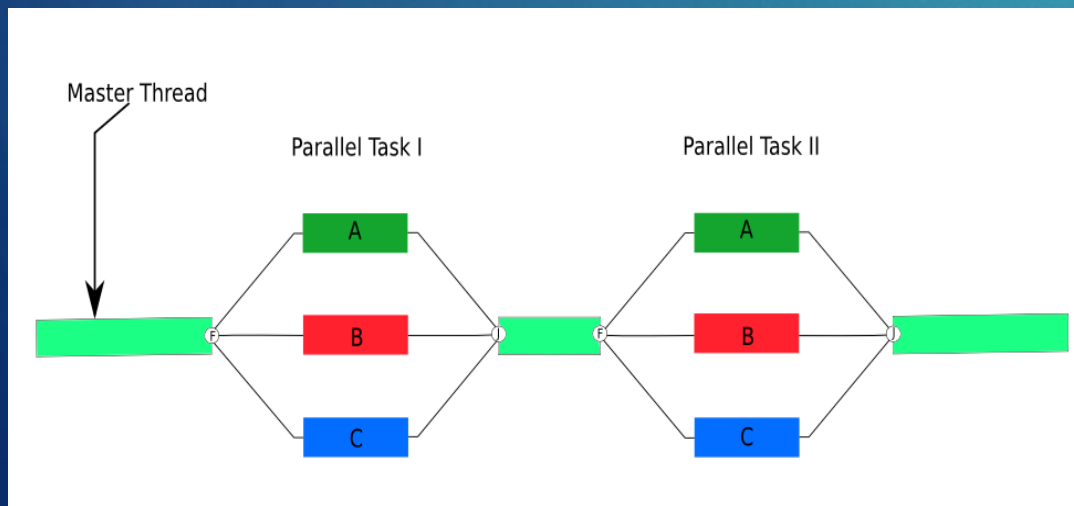 Master Thread
Parallel Task I
Parallel Task II
A
A
F
B
J
F
B
J
C
C